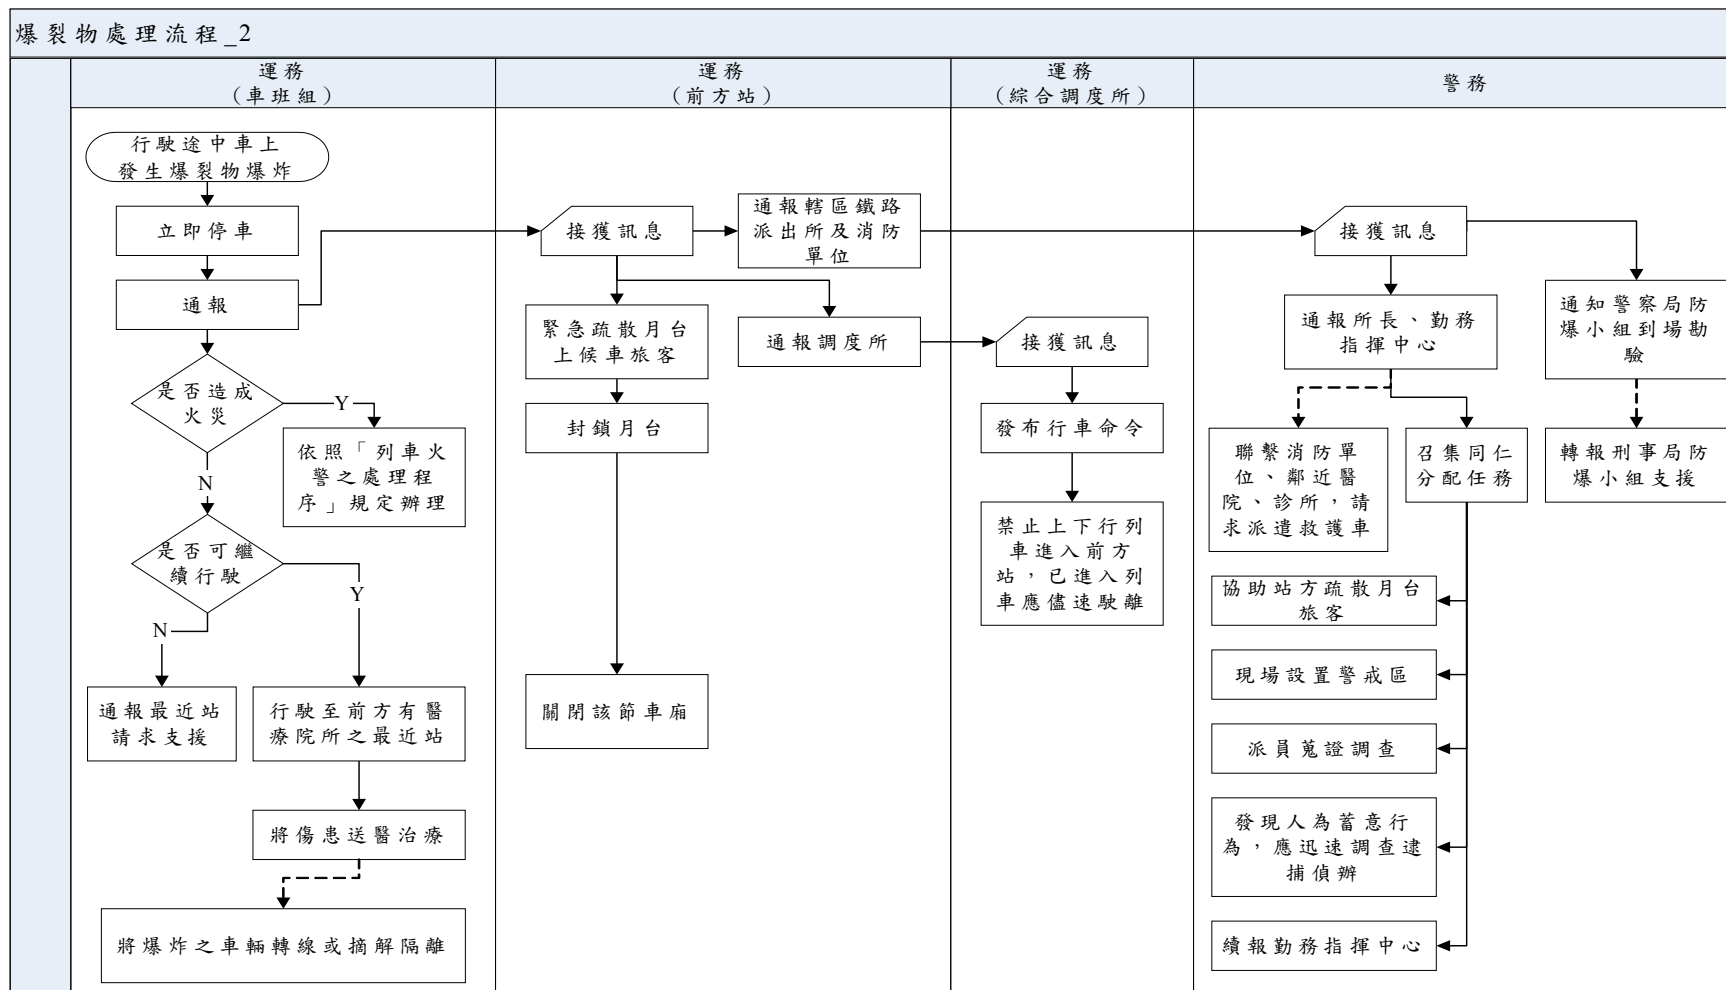 爆裂物處理流程_2
運務
（車班組）
運務
（前方站）
運務
（綜合調度所）
警務
行駛途中車上
發生爆裂物爆炸
立即停車
通報
是否造成
火災
Y
依照「列車火
警之處理程
序」規定辦理
N
是否可繼
續行駛
Y
N
通報最近站
請求支援
行駛至前方有醫
療院所之最近站
將傷患送醫治療
將爆炸之車輛轉線或摘解隔離
接獲訊息
通報轄區鐵路
派出所及消防
單位
緊急疏散月台
上候車旅客
通報調度所
封鎖月台
關閉該節車廂
接獲訊息
發布行車命令
禁止上下行列
車進入前方
站，已進入列
車應儘速駛離
接獲訊息
通報所長、勤務
指揮中心
通知警察局防
爆小組到場勘
驗
聯繫消防單
位、鄰近醫
院、診所，請
求派遣救護車
召集同仁
分配任務
轉報刑事局防
爆小組支援
協助站方疏散月台
旅客
現場設置警戒區
派員蒐證調查
發現人為蓄意行
為，應迅速調查逮
捕偵辦
續報勤務指揮中心